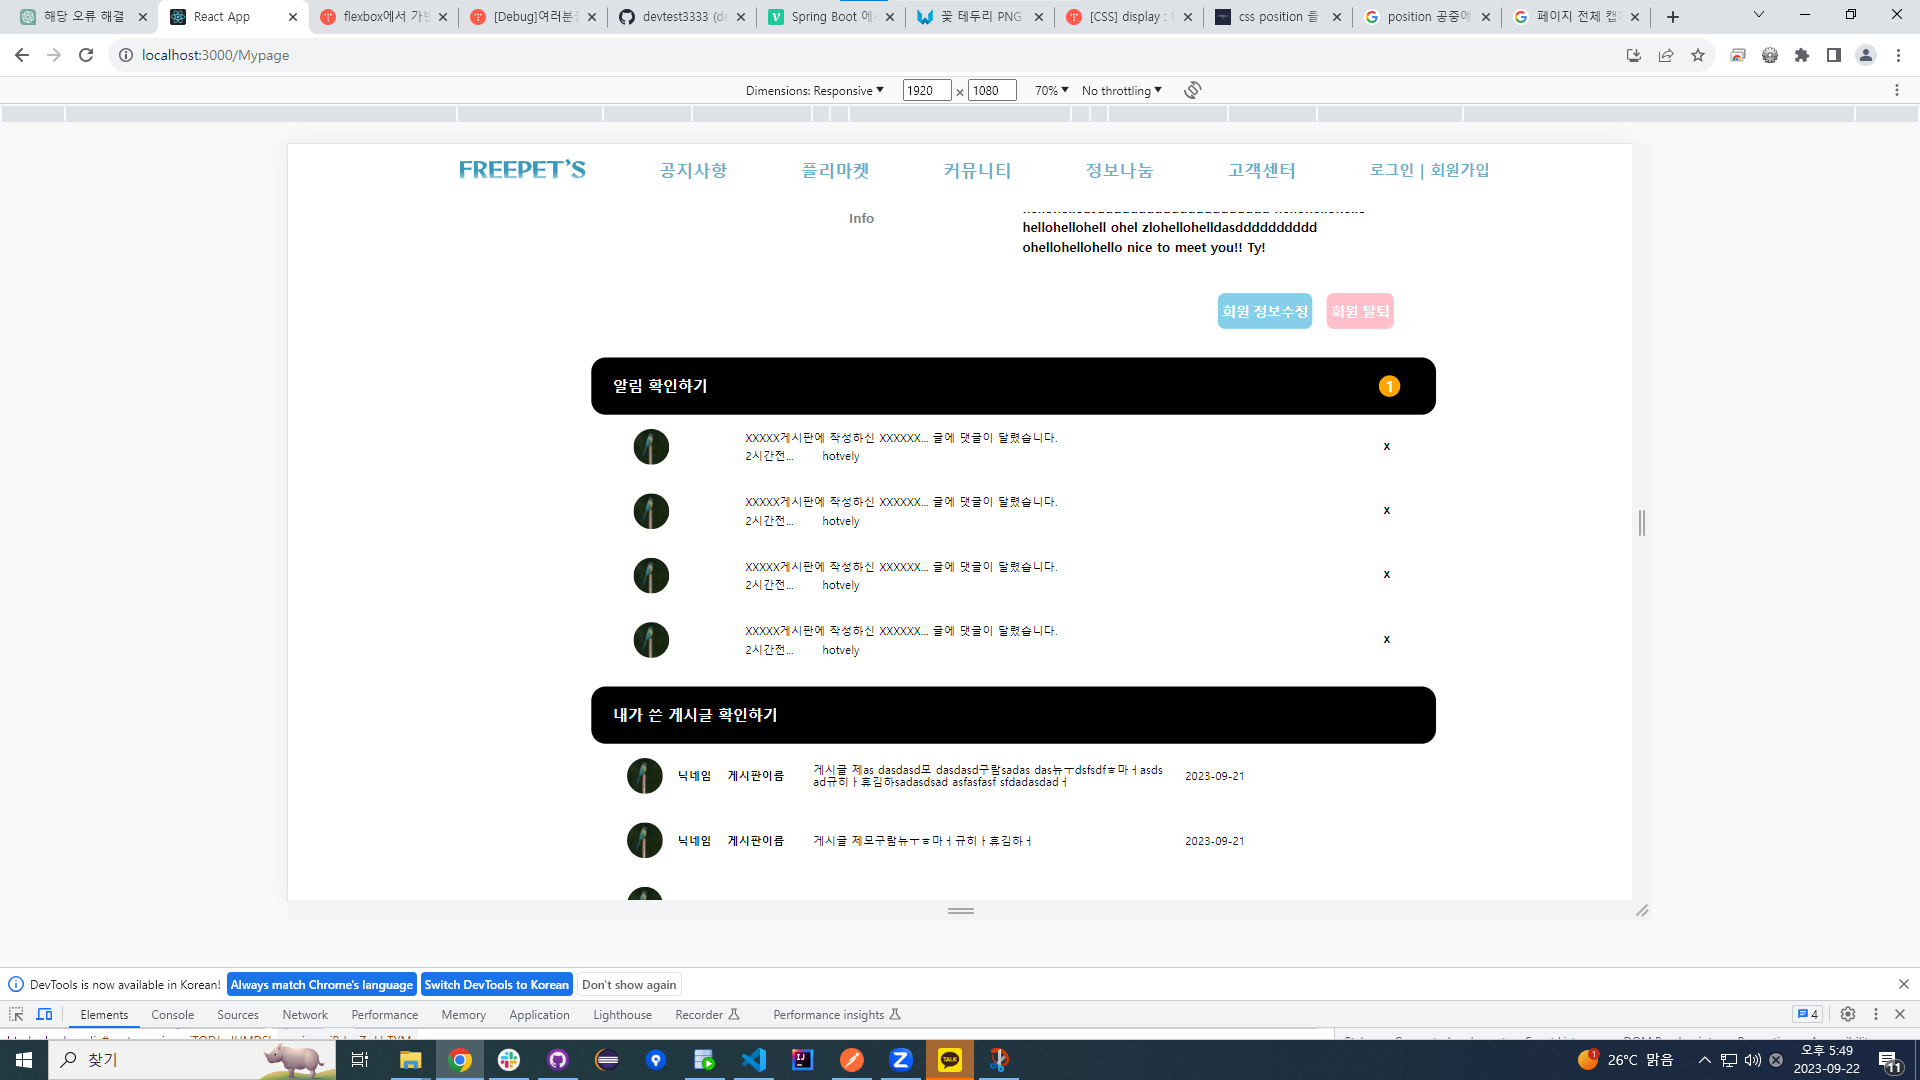 해당 오류 해결
React App
flexbox에서 가변
[Debug]여러분들
devtest3333 (de
Spring Boot 에서
꽃 테두리 PNG
[CSS] display : f
css position 을
position 공중에
페이지 전체 캡처
localhost:3000/Mypage
Dimensions: Responsive 1920 × 1080 70% No throttling
FREEPET'S 공지사항 플리마켓 커뮤니티 정보나눔 고객센터 로그인 | 회원가입
Info
hellohellohell ohel zlohellohelldasdddddddddd
ohellohellohello nice to meet you!! Ty!
회원 정보수정 회원 탈퇴
알림 확인하기 1
XXXXX게시판에 작성하신 XXXXXX... 글에 댓글이 달렸습니다.
x
2시간전... hotvely
XXXXX게시판에 작성하신 XXXXXX... 글에 댓글이 달렸습니다.
x
2시간전... hotvely
XXXXX게시판에 작성하신 XXXXXX... 글에 댓글이 달렸습니다.
x
2시간전... hotvely
XXXXX게시판에 작성하신 XXXXXX... 글에 댓글이 달렸습니다.
x
2시간전... hotvely
내가 쓴 게시글 확인하기
닉네임 게시판이름 게시글 제as dasdasd모 dasdasd구람sadas das뉴ㅜdsfsdfㅎ마ㅓasds
ad규히ㅏ휴김하sadasdsad asfasfasf sfdadasdadㅓ
2023-09-21
닉네임 게시판이름 게시글 제모구람뉴ㅜㅎ마ㅓ규히ㅏ휴김하ㅓ 2023-09-21
DevTools is now available in Korean! Always match Chrome's language Switch DevTools to Korean Don't show again
Elements Console Sources Network Performance Memory Application Lighthouse Recorder Performance insights 4
찾기
TALK
1 26°C 맑음
오후 5:49
2023-09-22
11